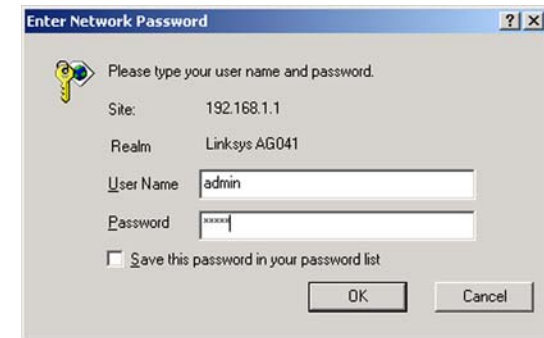 Enter Network Password
Please type your user name and password.
Site: 192.168.1.1
Realm Linksys AG041
User Name admin
Password xxxxx
Save this password in your password list
OK Cancel